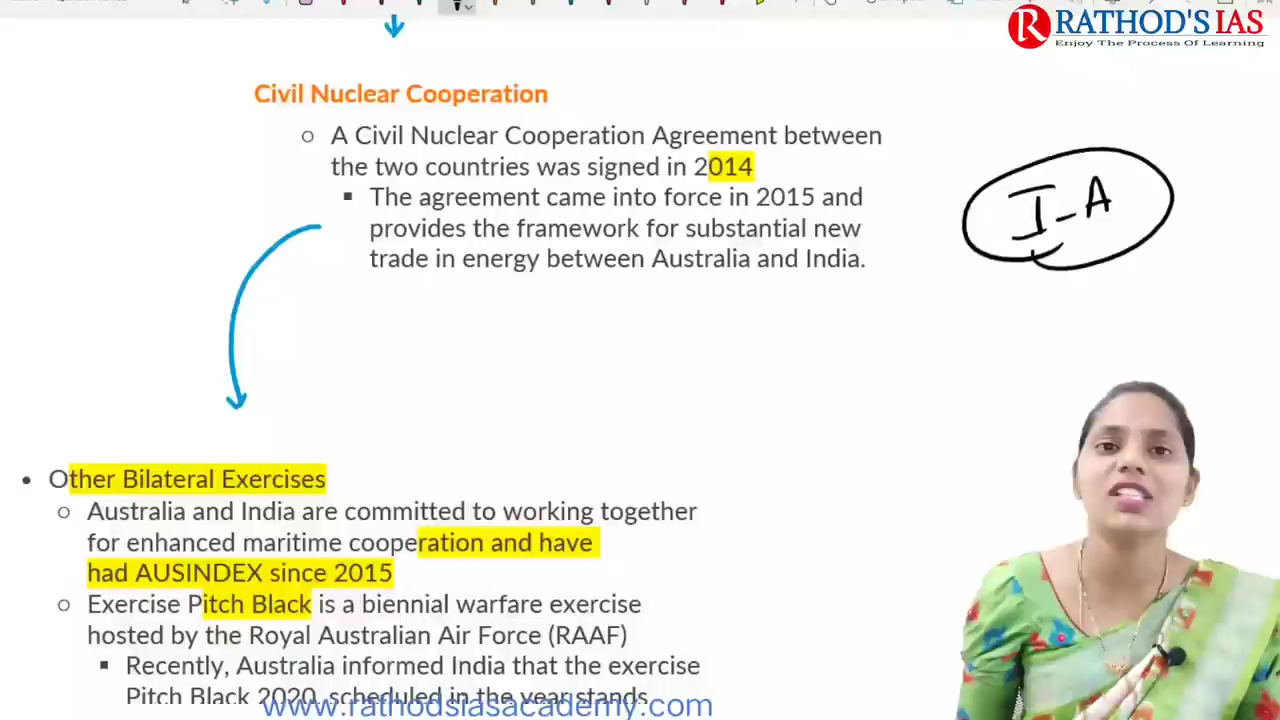 RATHOD'S IAS
Enjoy The Process Of Learning
Civil Nuclear Cooperation
A Civil Nuclear Cooperation Agreement between
the two countries was signed in 2014
The agreement came into force in 2015 and
provides the framework for substantial new
trade in energy between Australia and India.
I-A
Other Bilateral Exercises
Australia and India are committed to working together
for enhanced maritime cooperation and have
had AUSINDEX since 2015
Exercise Pitch Black is a biennial warfare exercise
hosted by the Royal Australian Air Force (RAAF)
Recently, Australia informed India that the exercise
Pitch Black 2020, scheduled in the year stands
www.rathodsiasacademy.com